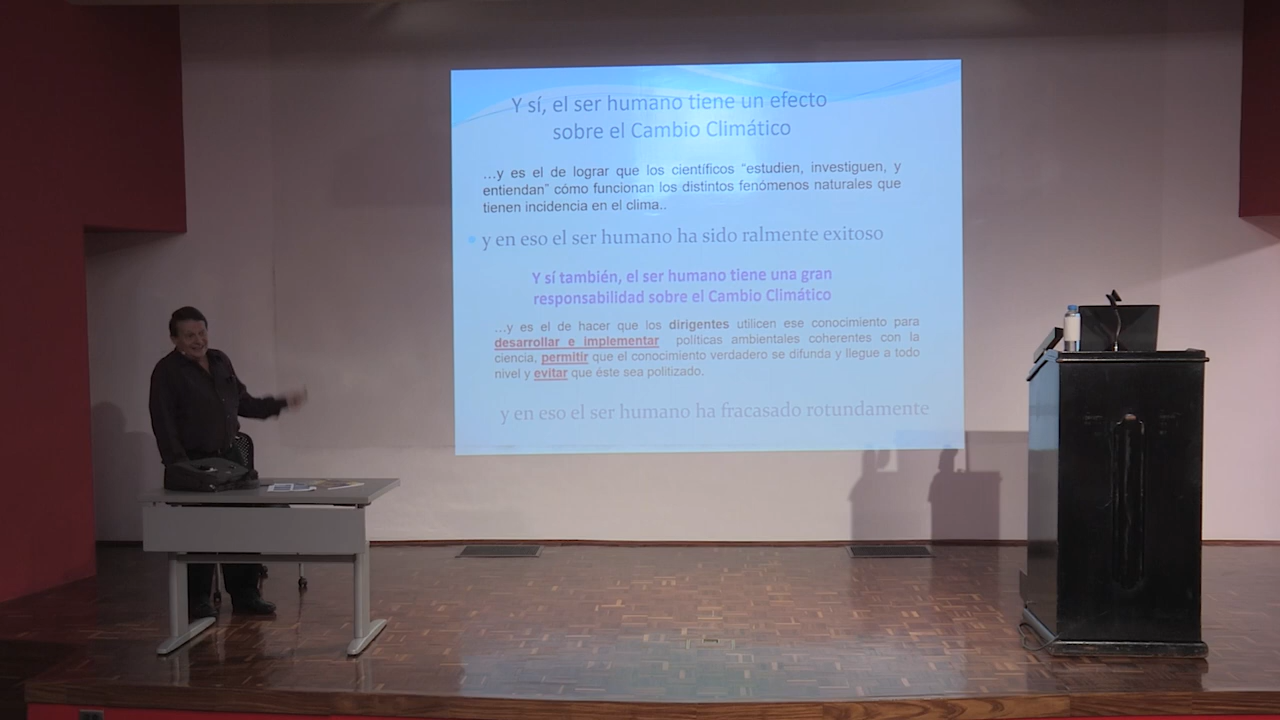 Y sí, el ser humano tiene un efecto
sobre el Cambio Climático
…y es el de lograr que los científicos “estudien, investiguen, y
entiendan” cómo funcionan los distintos fenómenos naturales que
tienen incidencia en el clima..
y en eso el ser humano ha sido ralmente exitoso
Y sí también, el ser humano tiene una gran
responsabilidad sobre el Cambio Climático
…y es el de hacer que los dirigentes utilicen ese conocimiento para
desarrollar e implementar políticas ambientales coherentes con la
ciencia, permitir que el conocimiento verdadero se difunda y llegue a todo
nivel y evitar que éste sea politizado.
y en eso el ser humano ha fracasado rotundamente